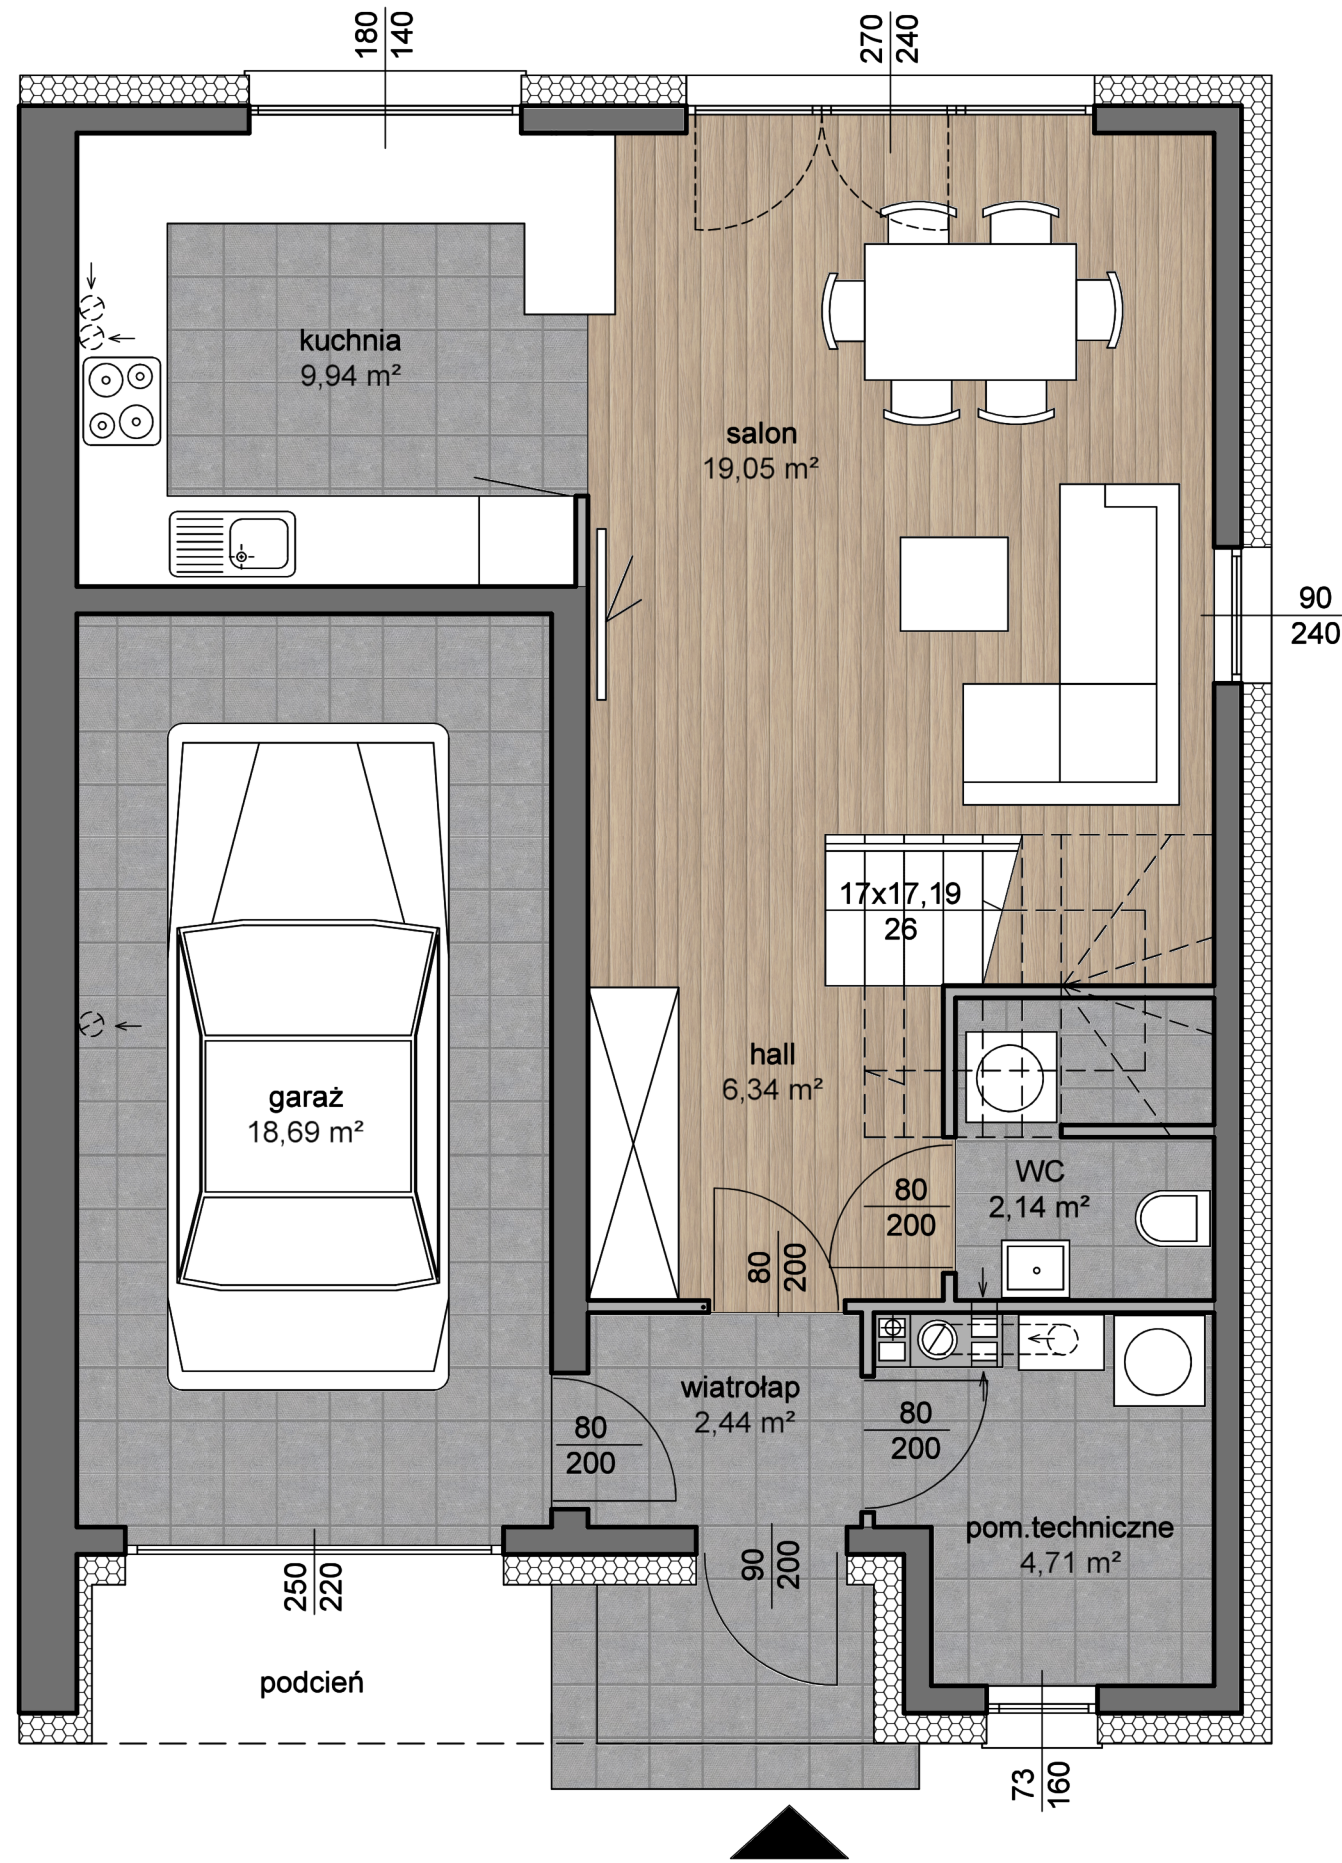 180
140
270
240
kuchnia
9,94 m²
salon
19,05 m²
90
240
17x17,19
26
hall
6,34 m²
garaż
18,69 m²
WC
2,14 m²
80
200
80
200
wiatrołap
2,44 m²
80
200
80
200
pom.techniczne
4,71 m²
90
200
250
220
podcień
73
160